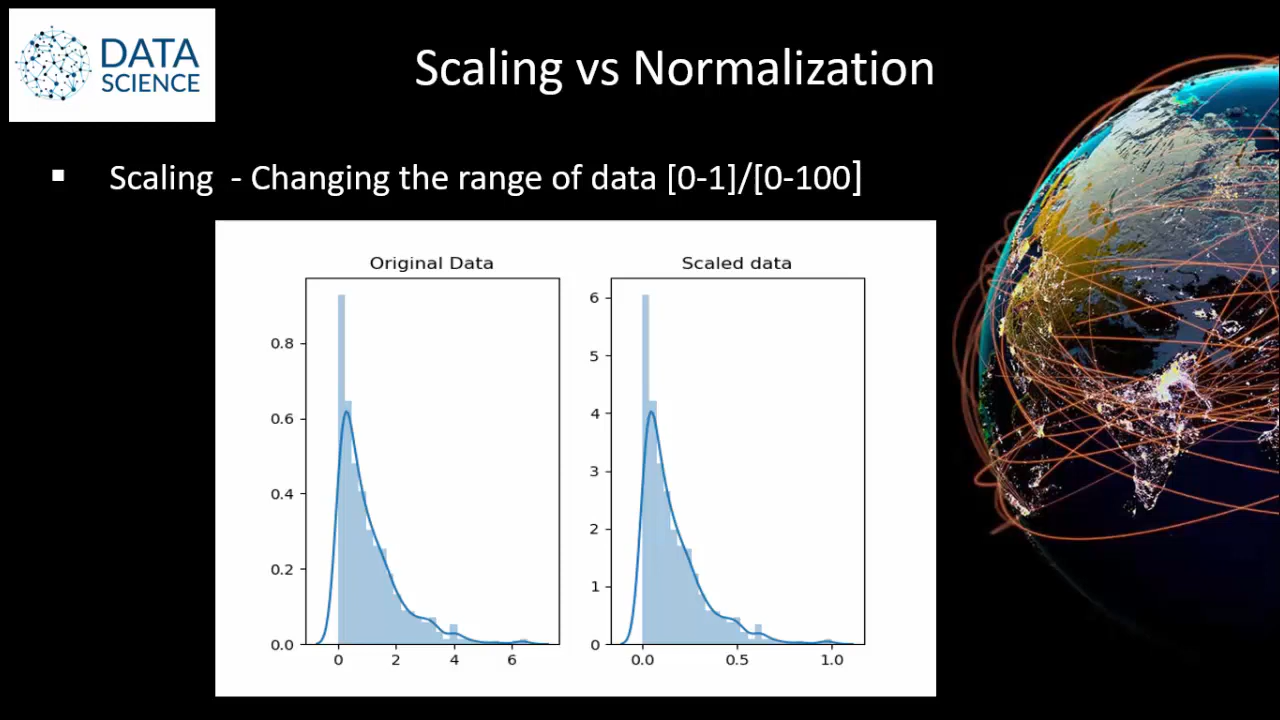 DATA
SCIENCE
Scaling vs Normalization
▪ Scaling - Changing the range of data [0-1]/[0-100]
Original Data
0.8
0.6
0.4
0.2
0.0
0 2 4 6
Scaled data
6
5
4
3
2
1
0
0.0 0.5 1.0